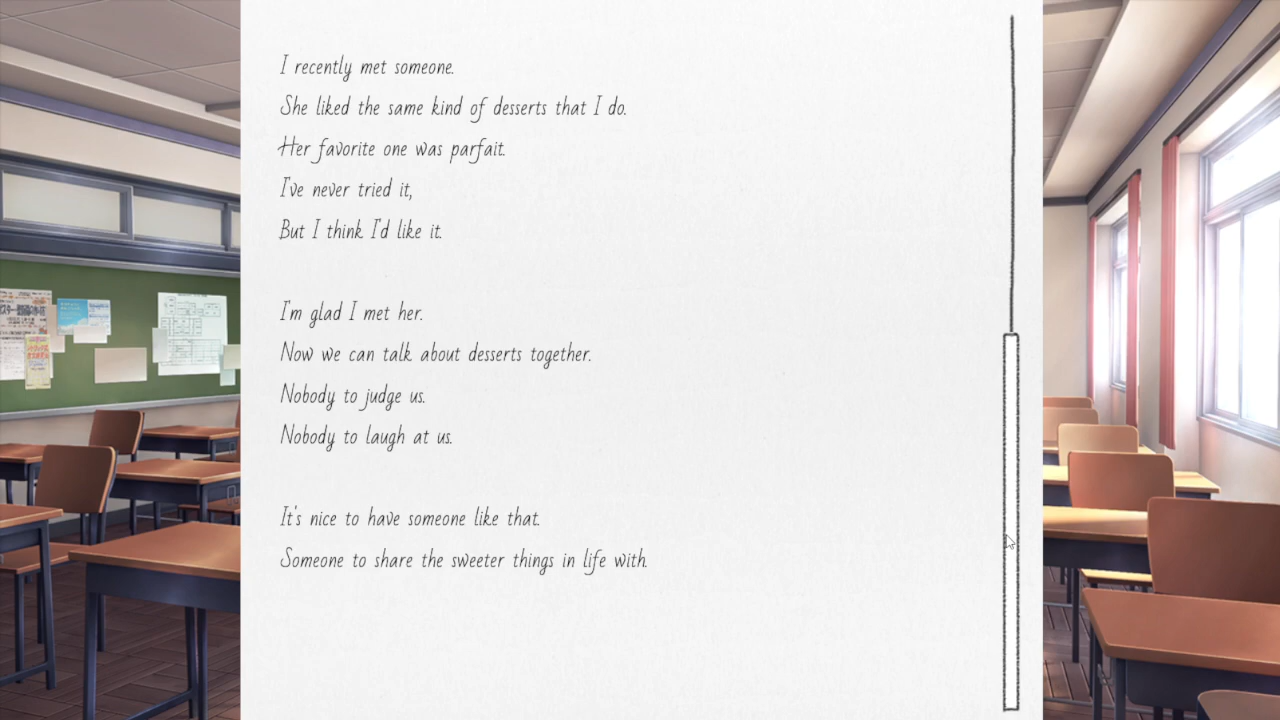 I recently met someone.
She liked the same kind of desserts that I do.
Her favorite one was parfait.
I've never tried it,
But I think I'd like it.
I'm glad I met her.
Now we can talk about desserts together.
Nobody to judge us.
Nobody to laugh at us.
It's nice to have someone like that.
Someone to share the sweeter things in life with.